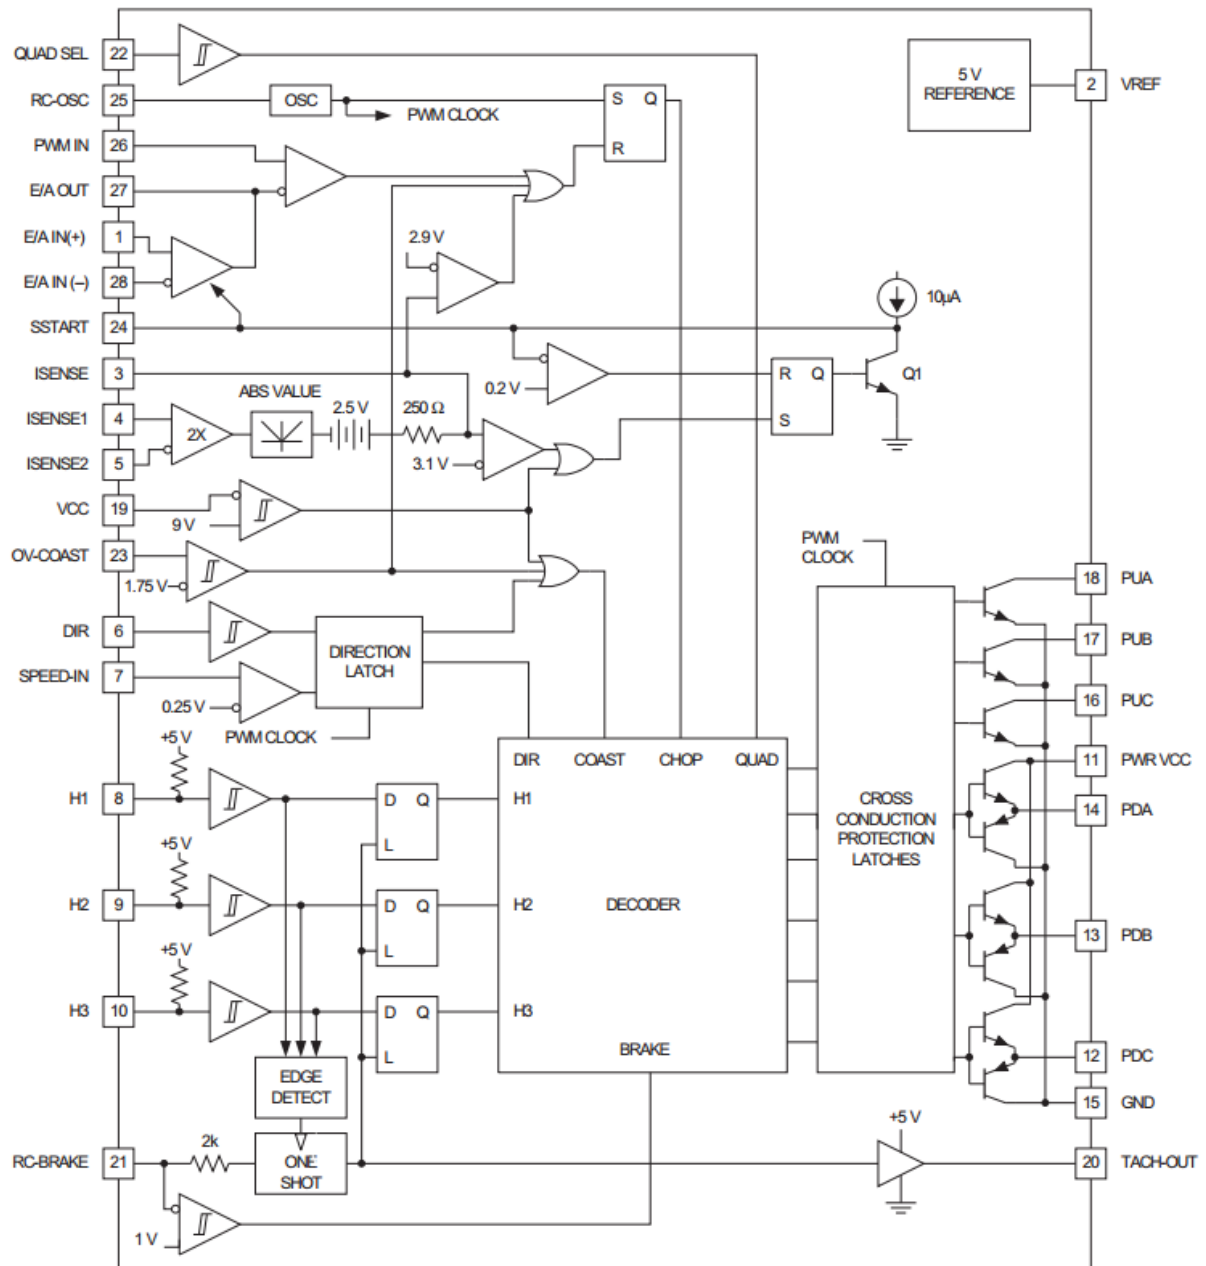 QUAD SEL
22
5 V
REFERENCE
2
VREF
RC-OSC
25
OSC
PWM CLOCK
S
Q
R
PWM IN
26
E/A OUT
27
E/A IN(+)
1
2.9 V
E/A IN (–)
28
10µA
SSTART
24
ISENSE
3
0.2 V
R
Q
S
Q1
ABS VALUE
2.5 V
250 Ω
ISENSE1
4
2X
ISENSE2
5
3.1 V
VCC
19
9 V
OV-COAST
23
1.75 V
PWM
CLOCK
18
PUA
DIR
6
DIRECTION
LATCH
17
PUB
SPEED-IN
7
0.25 V
16
PUC
PWM CLOCK
+5 V
DIR
COAST
CHOP
QUAD
11
PWR VCC
H1
8
D
Q
L
H1
CROSS
CONDUCTION
PROTECTION
LATCHES
14
PDA
+5 V
H2
9
D
Q
L
H2
DECODER
13
PDB
+5 V
H3
10
D
Q
L
H3
BRAKE
12
PDC
EDGE
DETECT
15
GND
+5 V
RC-BRAKE
21
2k
ONE
SHOT
20
TACH-OUT
1 V